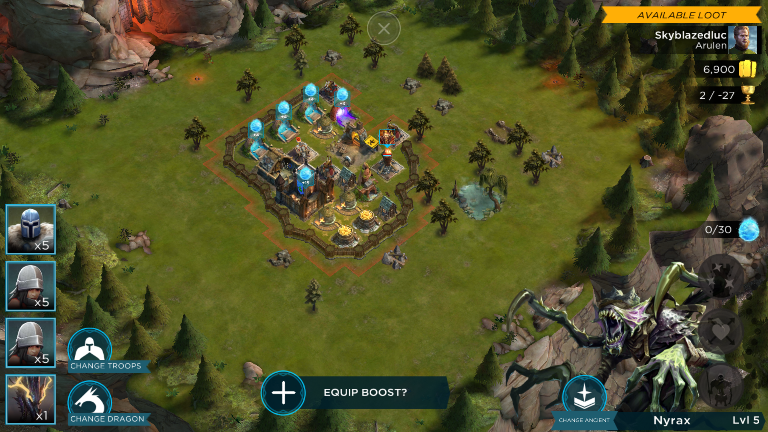 AVAILABLE LOOT
Skyblazedluc
Arulen
6,900
2 / -27
0/30
x5
x5
x5
x1
CHANGE TROOPS
CHANGE DRAGON
EQUIP BOOST?
CHANGE ANCIENT
Nyrax Lvl 5